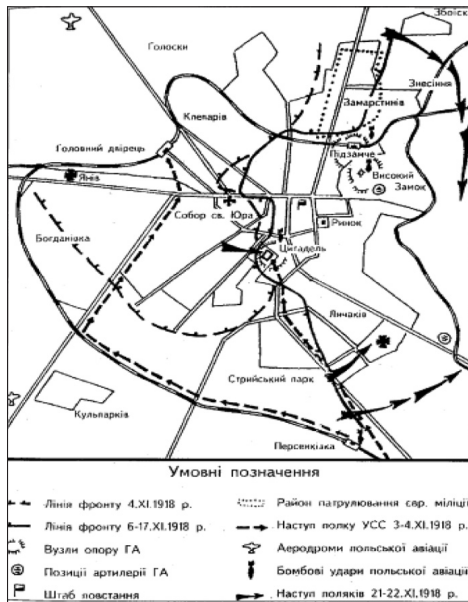 Збоїск
Голоски
Знесіння
Замарстинів
Клепарів
Головний двірець
Підзамче
Високий
Замок
Янів
Собор св. Юра
Ринок
Богданівка
Цитадель
Личаків
Стрийський парк
Кульпарків
Персенківка
Умовні позначення
Лінія фронту 4.XI.1918 р.
Район патрулювання євр. міліції
Лінія фронту 6-17.XI.1918 р.
Наступ полку УСС 3-4.XI.1918 р.
Вузли опору ГА
Аеродроми польської авіації
Позиції артилерії ГА
Бомбові удари польської авіації
Штаб повстання
Наступ поляків 21-22.XI.1918 р.